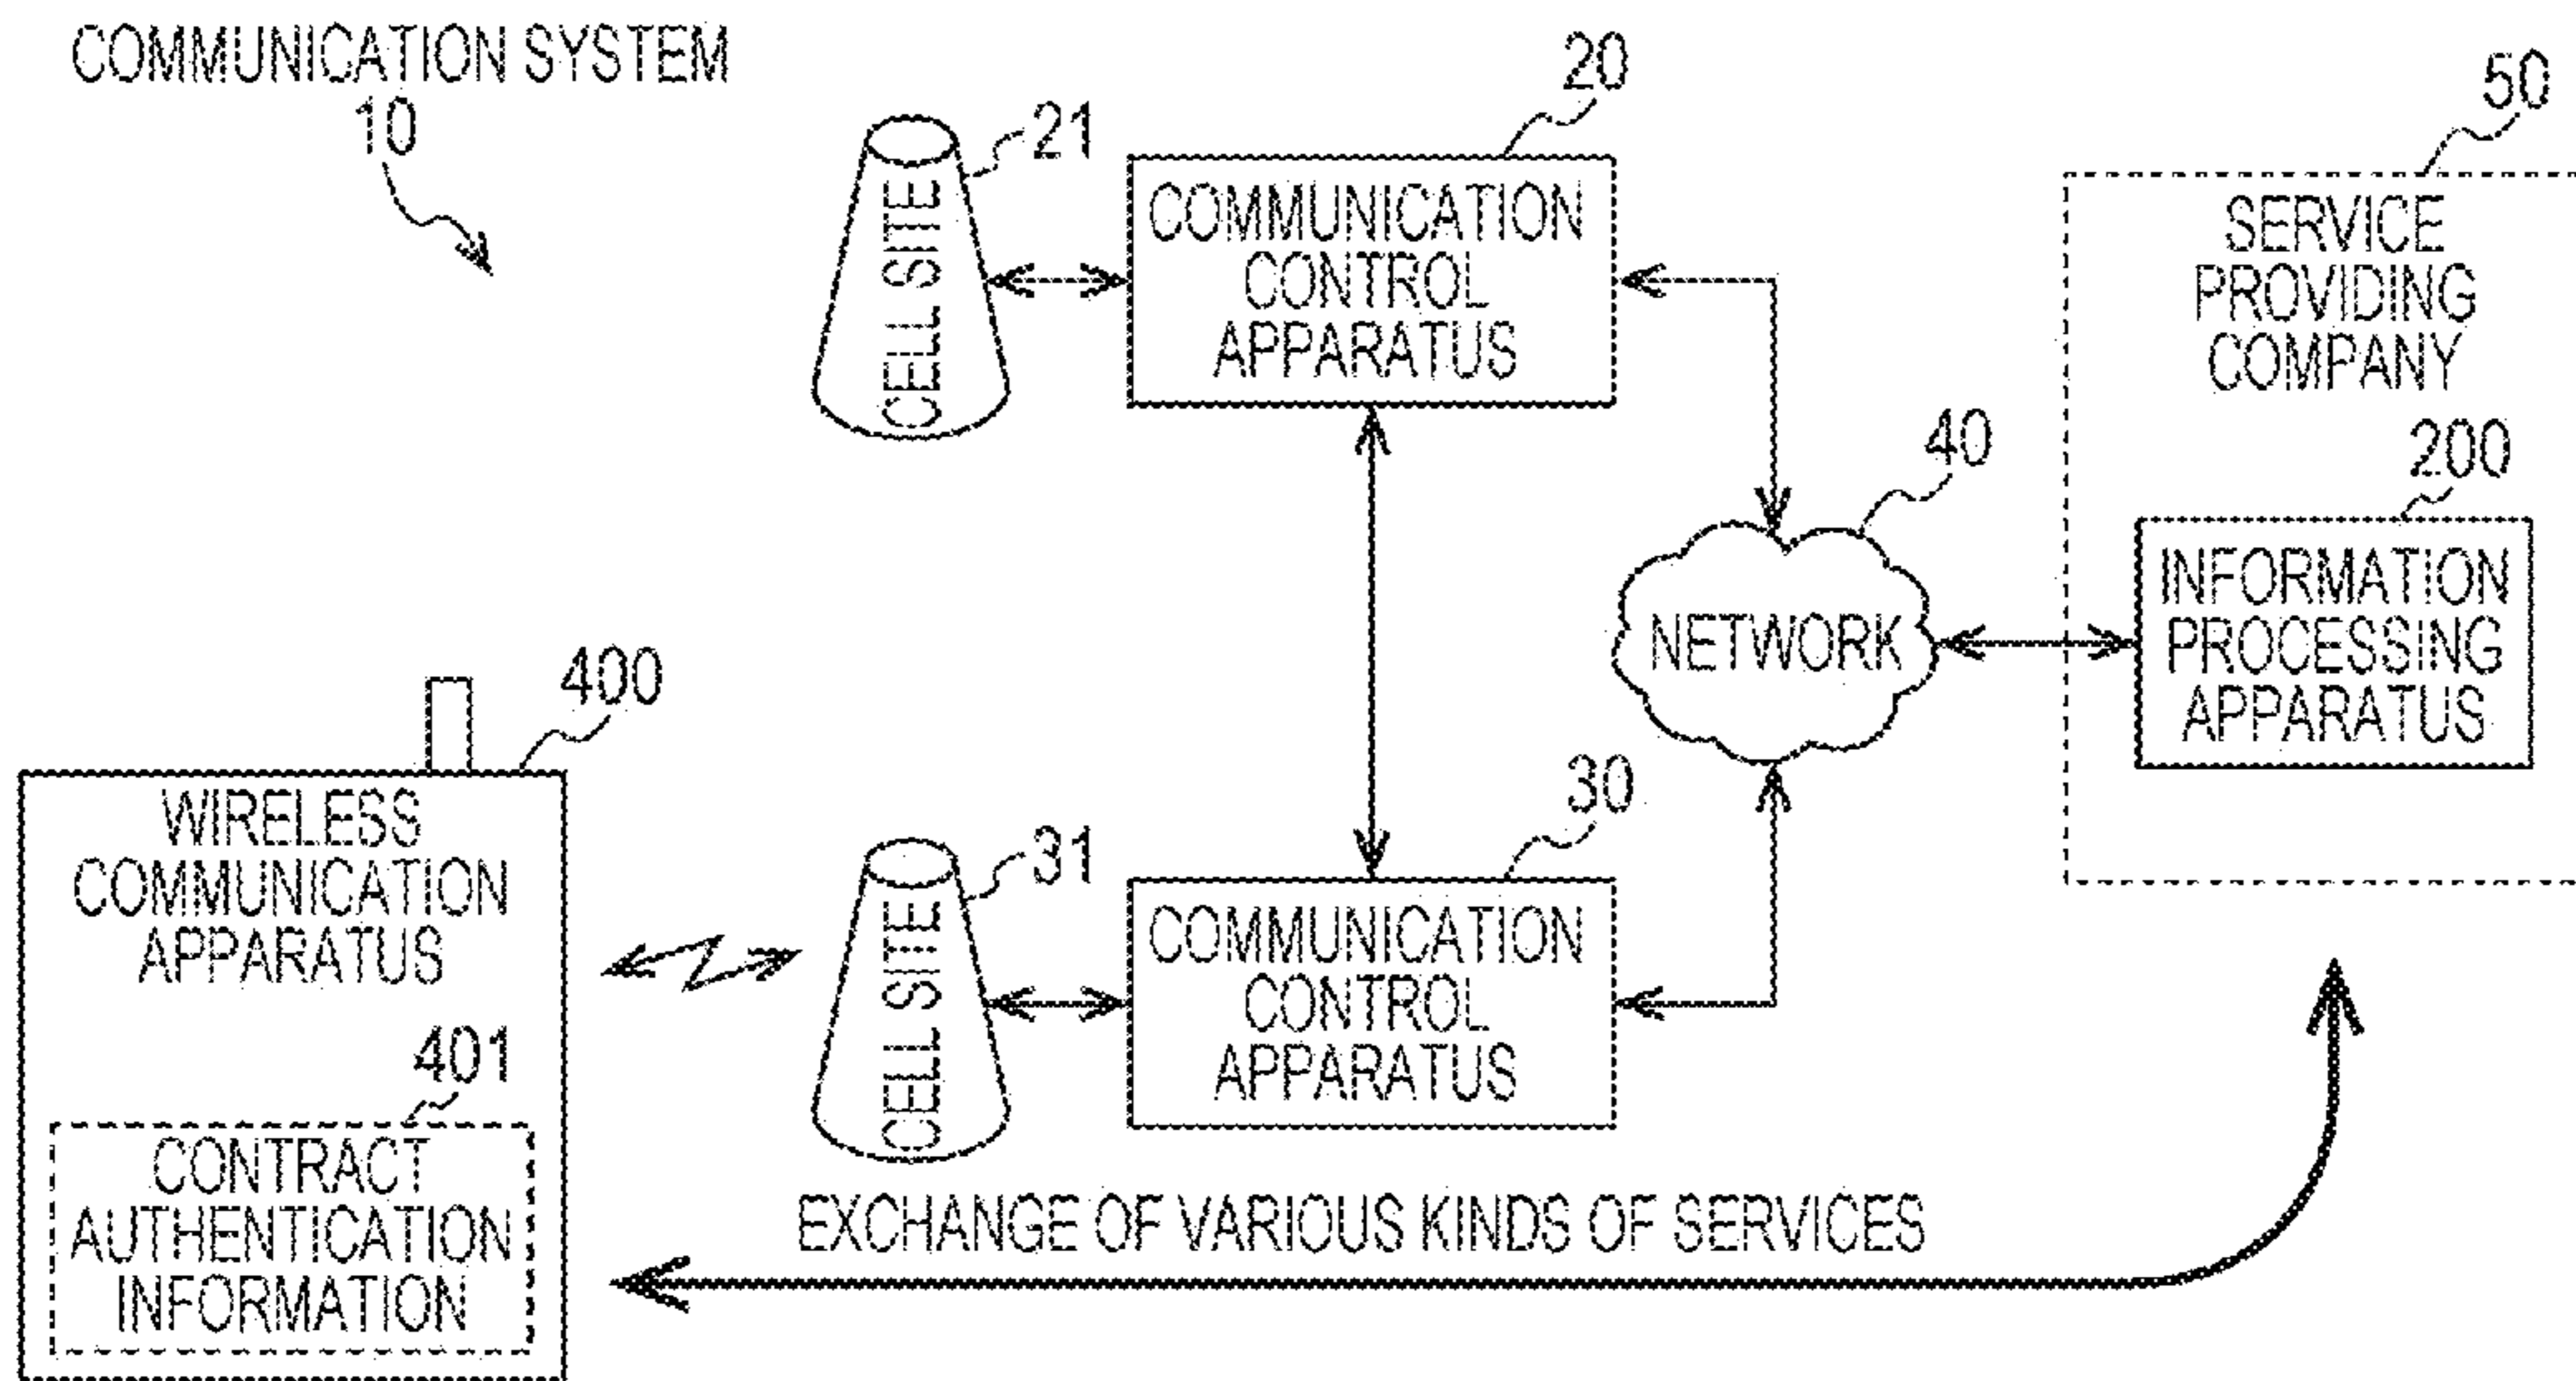 COMMUNICATION SYSTEM
10
21
CELL SITE
20
COMMUNICATION
CONTROL
APPARATUS
50
SERVICE
PROVIDING
COMPANY
40
NETWORK
200
INFORMATION
PROCESSING
APPARATUS
400
WIRELESS
COMMUNICATION
APPARATUS
401
CONTRACT
AUTHENTICATION
INFORMATION
31
CELL SITE
30
COMMUNICATION
CONTROL
APPARATUS
EXCHANGE OF VARIOUS KINDS OF SERVICES